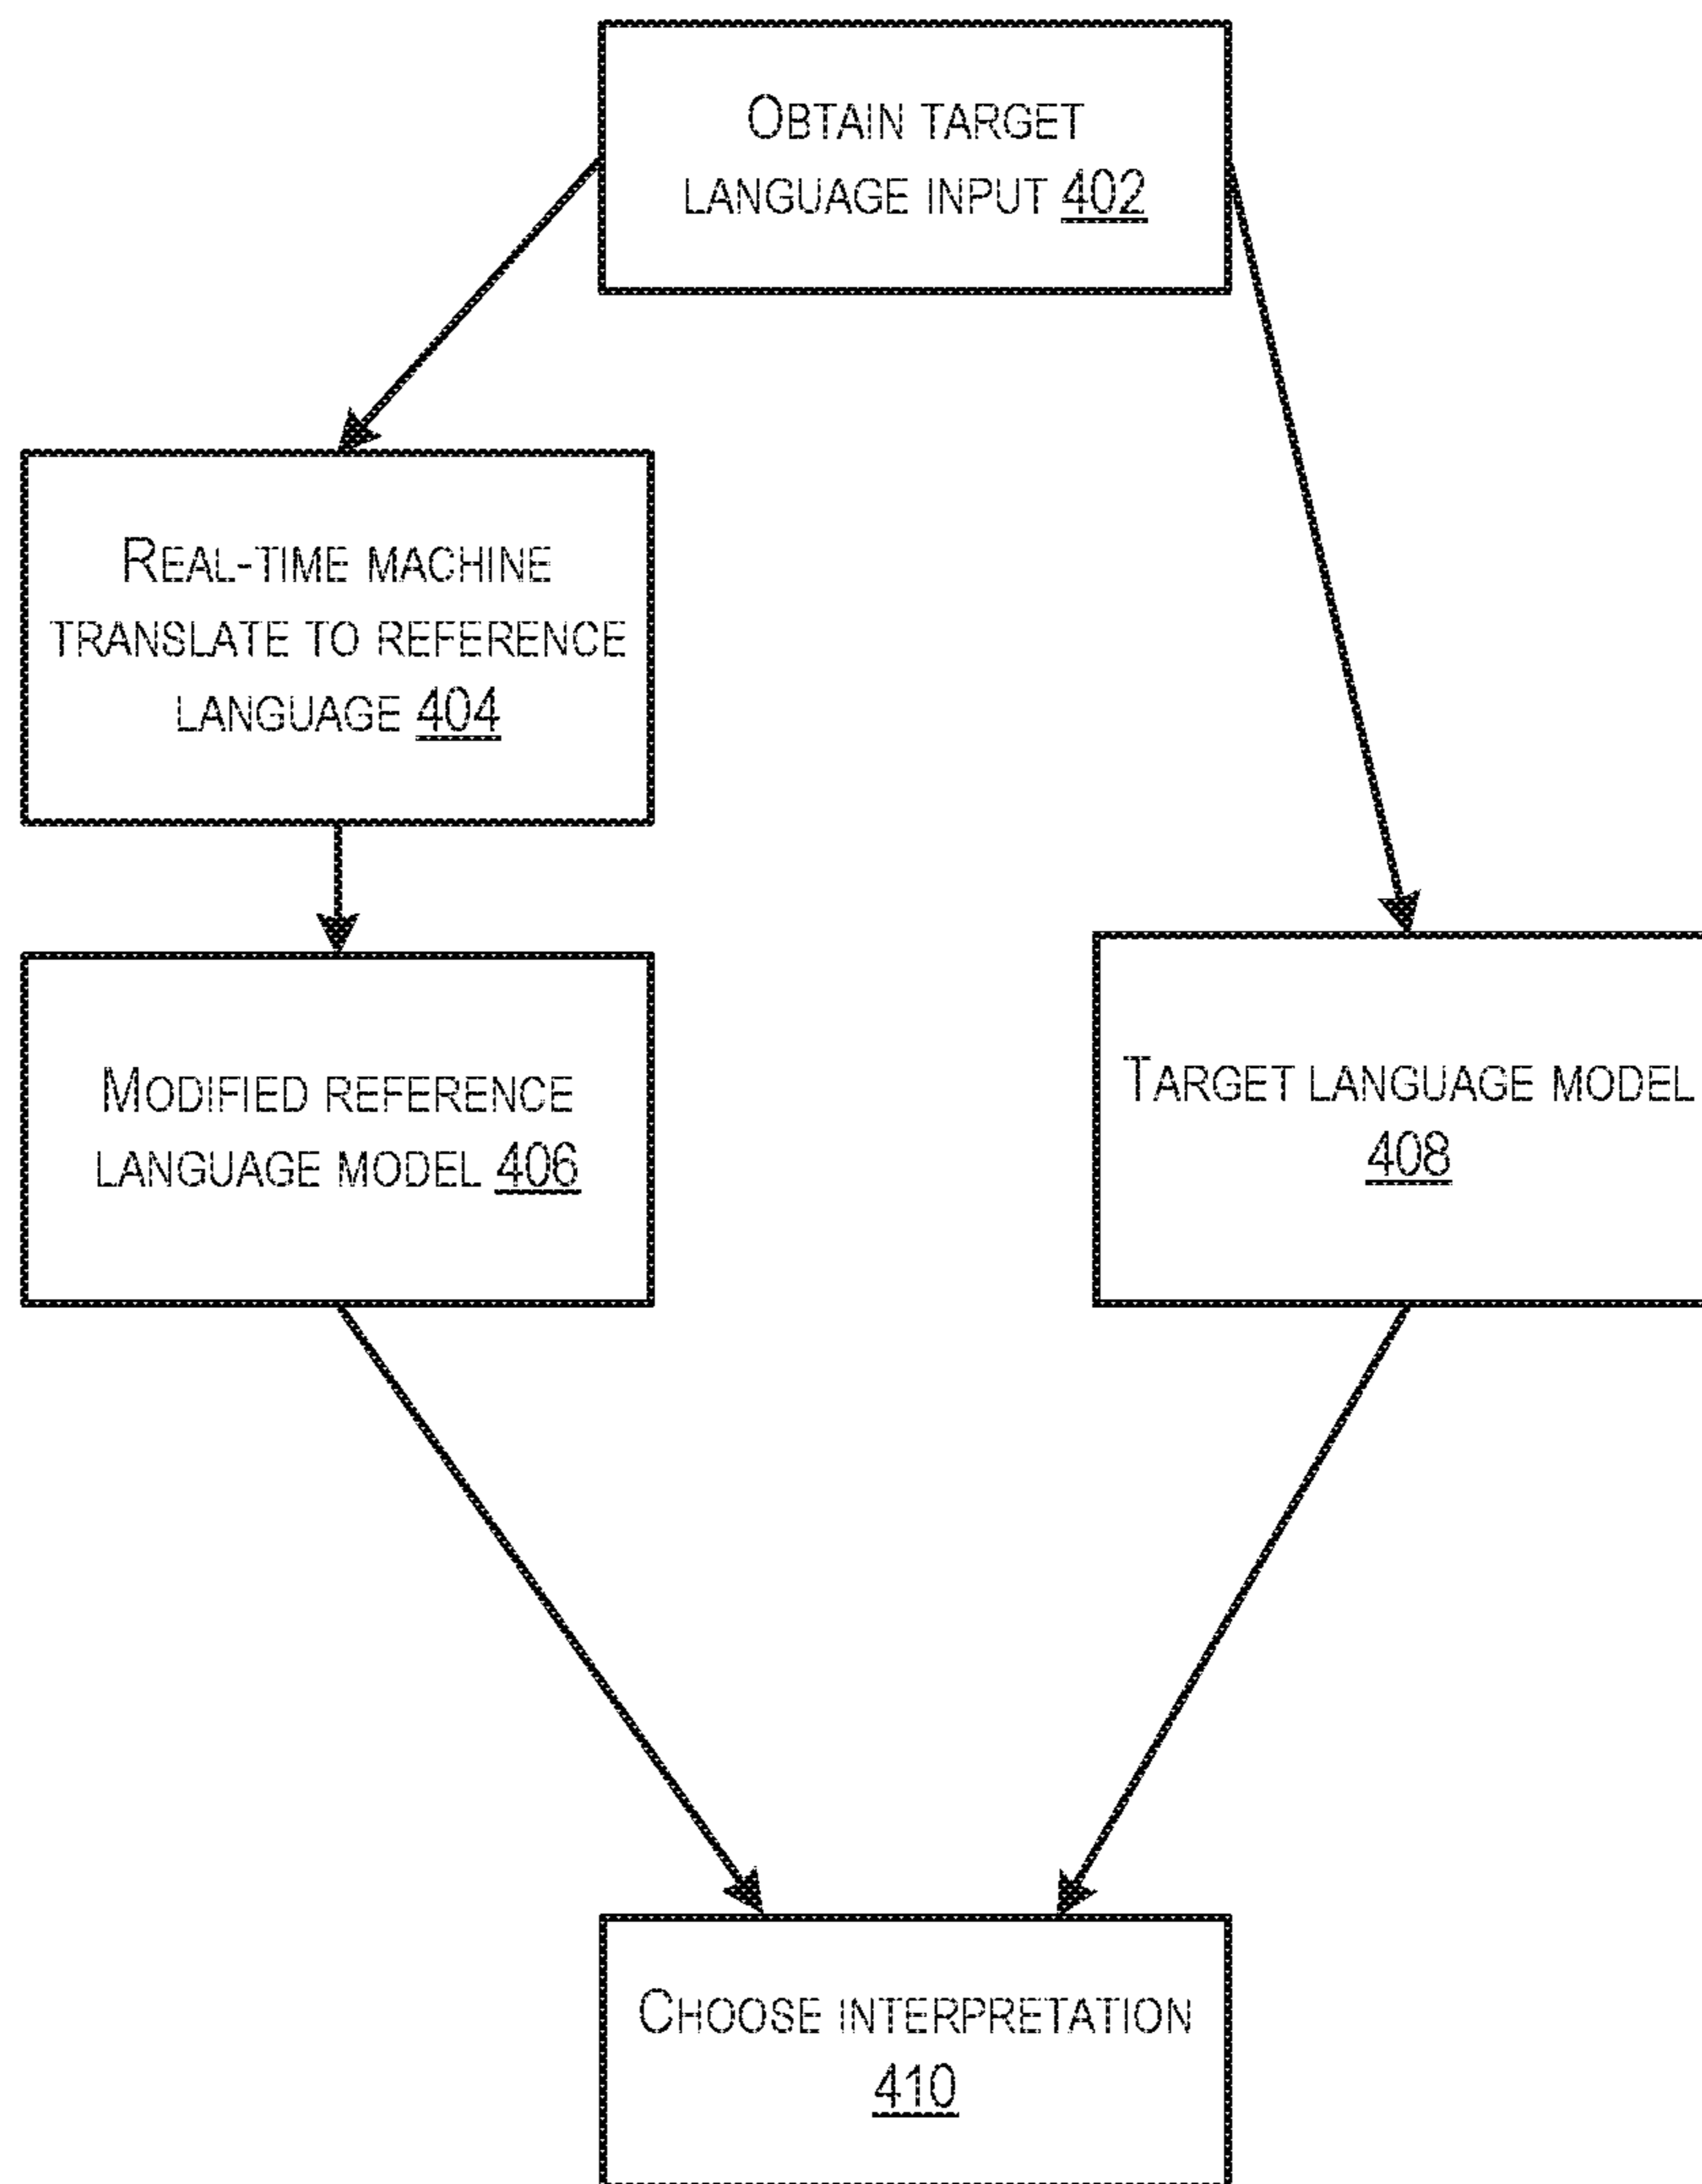 OBTAIN TARGET
LANGUAGE INPUT 402
REAL-TIME MACHINE
TRANSLATE TO REFERENCE
LANGUAGE 404
MODIFIED REFERENCE
LANGUAGE MODEL 406
TARGET LANGUAGE MODEL
408
CHOOSE INTERPRETATION
410